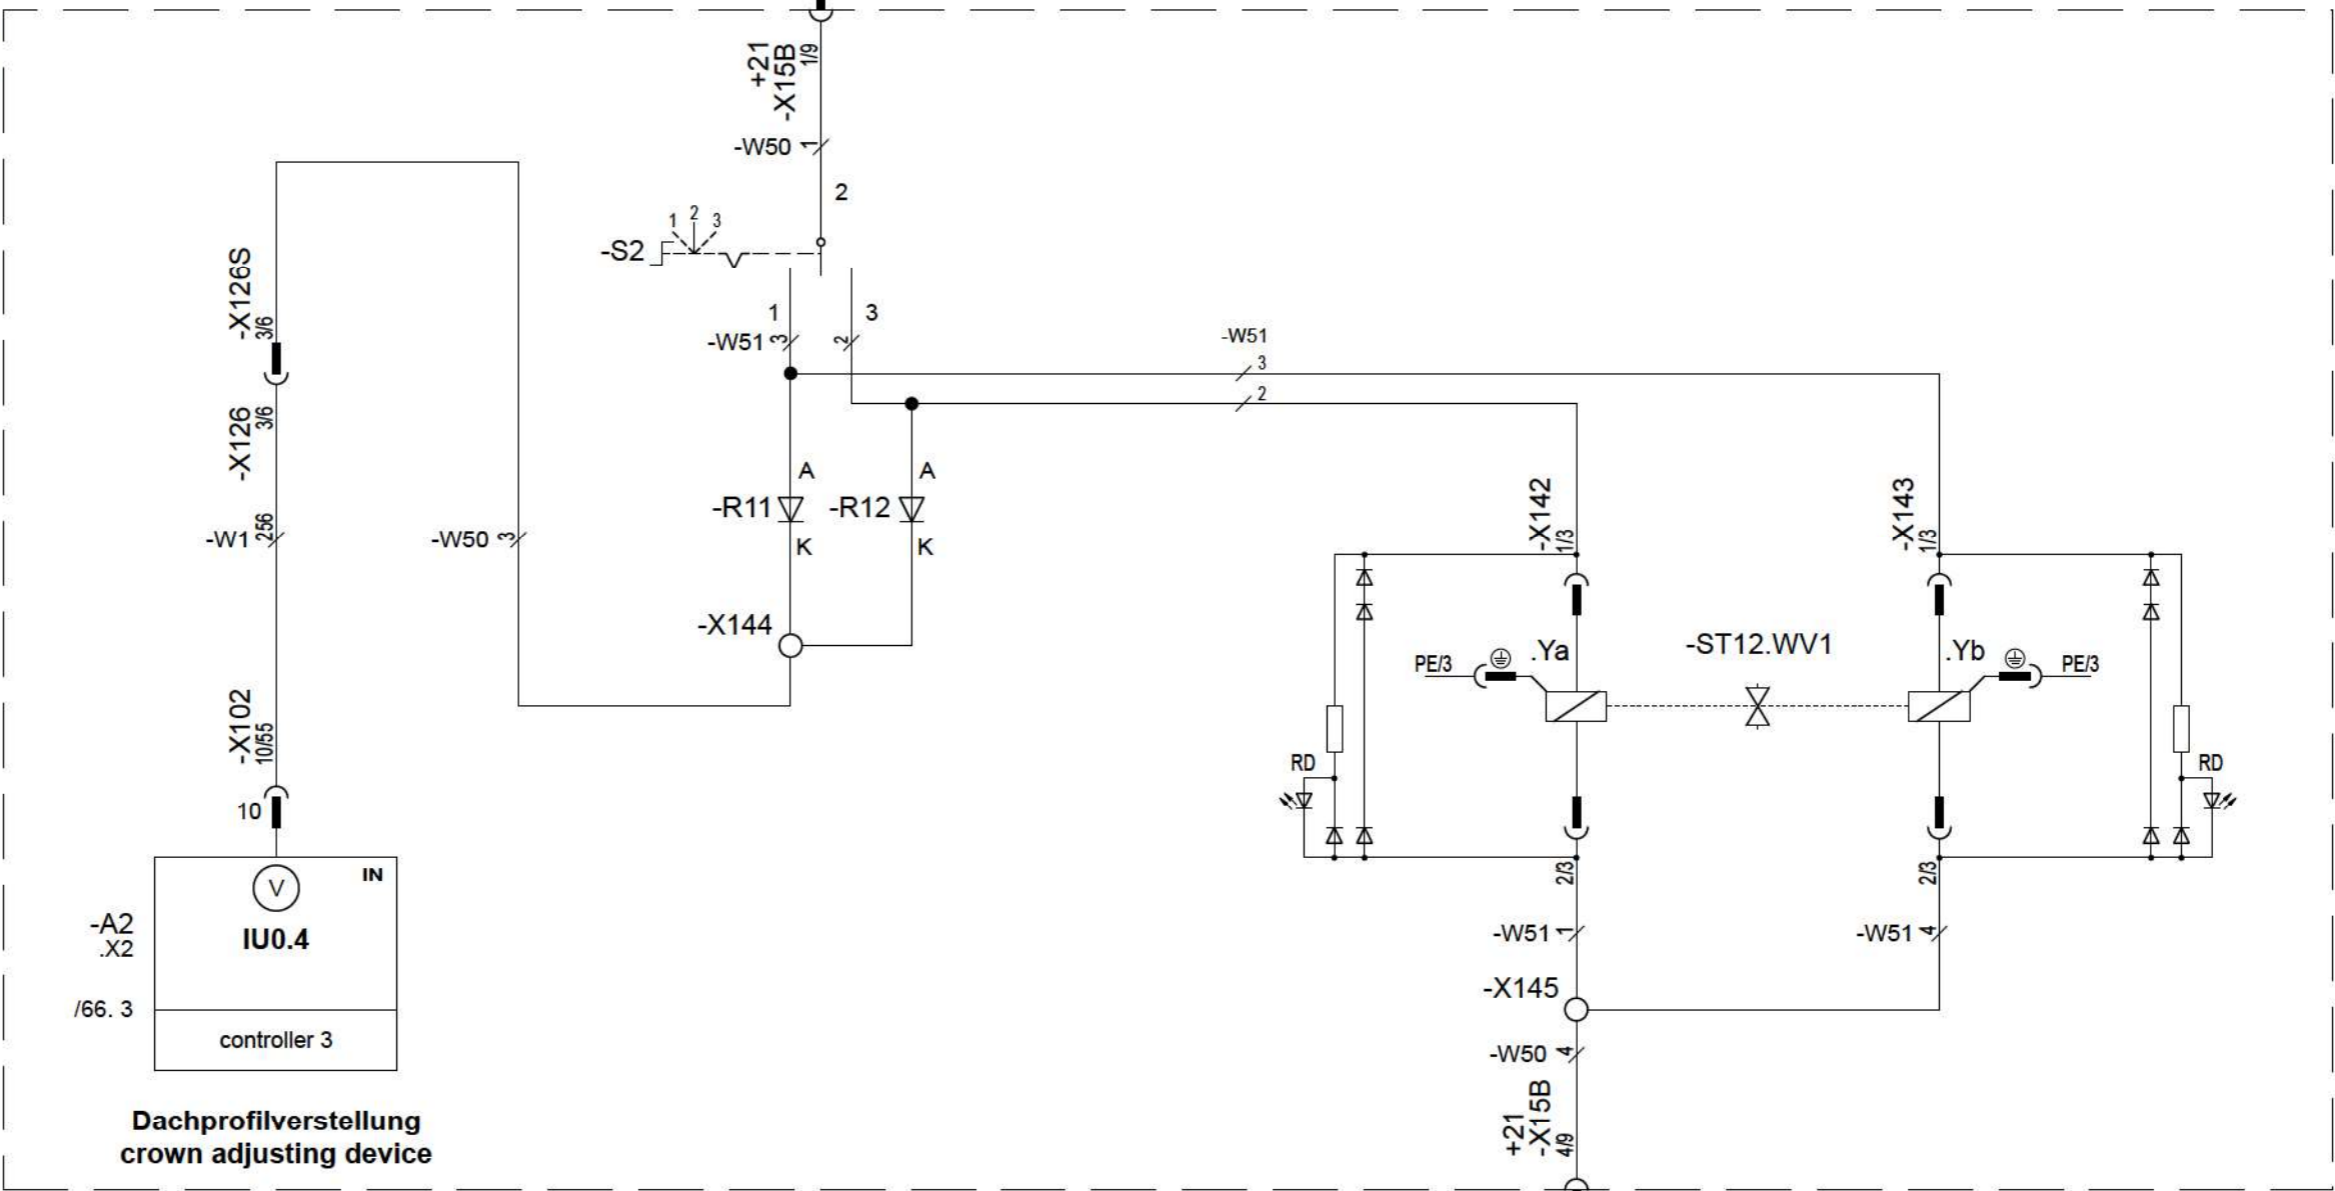 +21
-X15B
1/9
-W50 1
2
1 2 3
-S2
1
3
-W51 3
2
-W51
3
2
-X126S
3/6
-X126
3/6
-W1 256
-W50 3
A
A
-R11
-R12
K
K
-X144
-X142
1/3
-X143
1/3
-ST12.WV1
.Ya
.Yb
PE/3
PE/3
RD
RD
-X102
10/55
10
V
IN
IU0.4
-A2
.X2
/66. 3
controller 3
2/3
2/3
-W51 1
-W51 4
-X145
-W50 4
+21
-X15B
4/9
Dachprofilverstellung
crown adjusting device